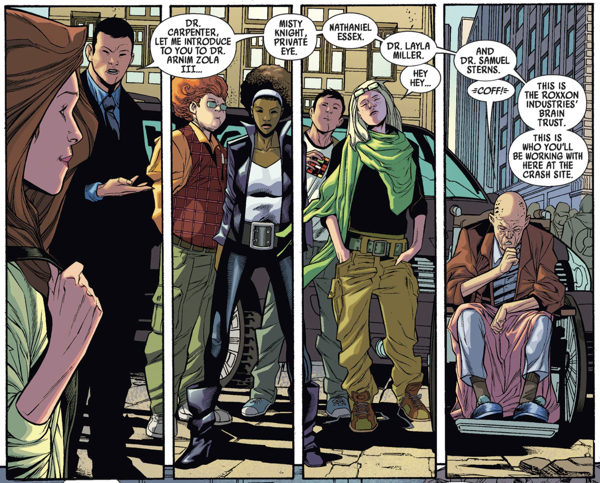 DR.
CARPENTER,
LET ME INTRODUCE
TO YOU TO DR.
ARNIM ZOLA
III...
MISTY
KNIGHT,
PRIVATE
EYE.
NATHANIEL
ESSEX.
DR. LAYLA
MILLER.
HEY
HEY...
AND
DR. SAMUEL
STERNS.
COFF!
THIS IS
THE ROXXON
INDUSTRIES'
BRAIN
TRUST.
THIS IS
WHO YOU'LL
BE WORKING WITH
HERE AT THE
CRASH SITE.